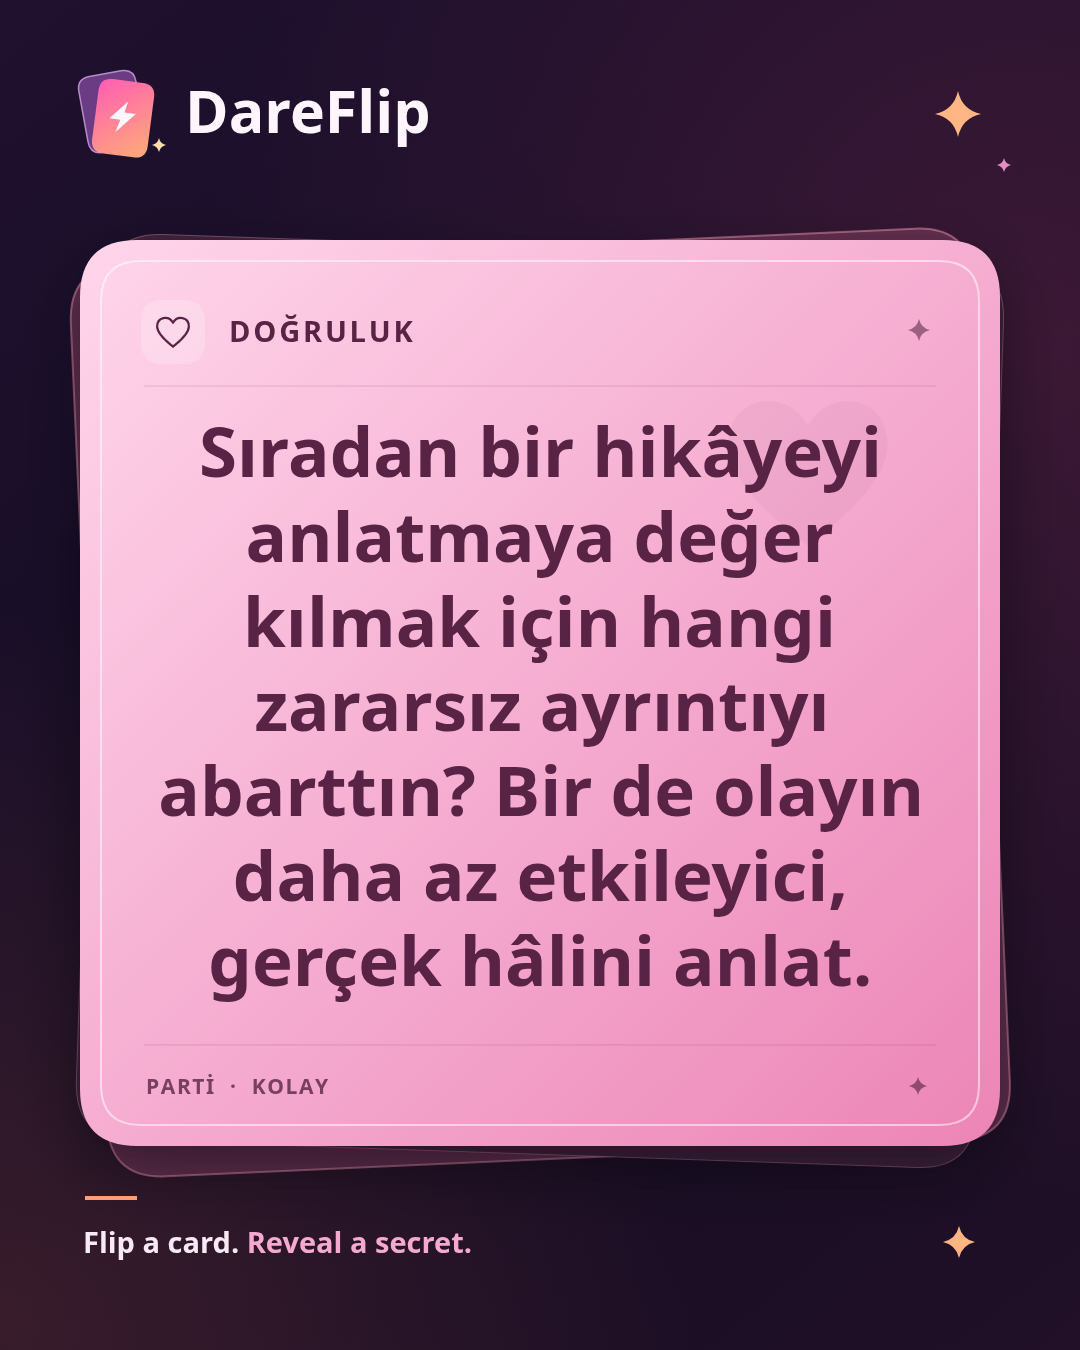 DareFlip
DOĞRULUK
Sıradan bir hikâyeyi
anlatmaya değer
kılmak için hangi
zararsız ayrıntıyı
abarttın? Bir de olayın
daha az etkileyici,
gerçek hâlini anlat.
PARTİ · KOLAY
Flip a card. Reveal a secret.